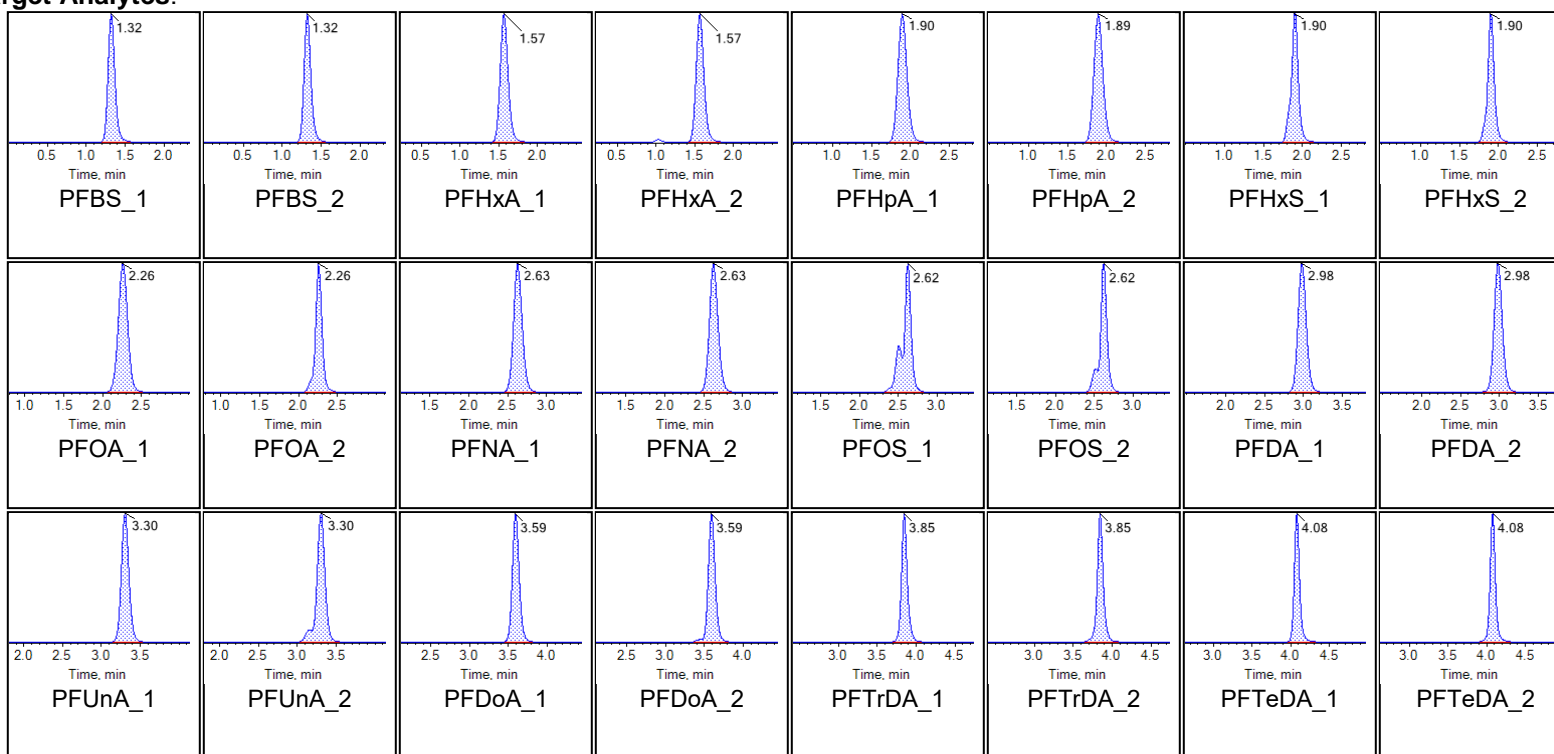 rget Analytes:
1.32 1.32 1.57 1.57 1.90 1.89 1.90 1.90
0.5 1.0 1.5 2.0 0.5 1.0 1.5 2.0 0.5 1.0 1.5 2.0 0.5 1.0 1.5 2.0 1.0 1.5 2.0 2.5 1.0 1.5 2.0 2.5 1.0 1.5 2.0 2.5 1.0 1.5 2.0 2.5
Time, min Time, min Time, min Time, min Time, min Time, min Time, min Time, min
PFBS_1 PFBS_2 PFHxA_1 PFHxA_2 PFHpA_1 PFHpA_2 PFHxS_1 PFHxS_2
2.26 2.26 2.63 2.63 2.62 2.62 2.98 2.98
1.0 1.5 2.0 2.5 1.0 1.5 2.0 2.5 1.5 2.0 2.5 3.0 1.5 2.0 2.5 3.0 1.5 2.0 2.5 3.0 1.5 2.0 2.5 3.0 2.0 2.5 3.0 3.5 2.0 2.5 3.0 3.5
Time, min Time, min Time, min Time, min Time, min Time, min Time, min Time, min
PFOA_1 PFOA_2 PFNA_1 PFNA_2 PFOS_1 PFOS_2 PFDA_1 PFDA_2
3.30 3.30 3.59 3.59 3.85 3.85 4.08 4.08
2.0 2.5 3.0 3.5 2.0 2.5 3.0 3.5 2.5 3.0 3.5 4.0 2.5 3.0 3.5 4.0 3.0 3.5 4.0 4.5 3.0 3.5 4.0 4.5 3.0 3.5 4.0 4.5 3.0 3.5 4.0 4.5
Time, min Time, min Time, min Time, min Time, min Time, min Time, min Time, min
PFUnA_1 PFUnA_2 PFDoA_1 PFDoA_2 PFTrDA_1 PFTrDA_2 PFTeDA_1 PFTeDA_2